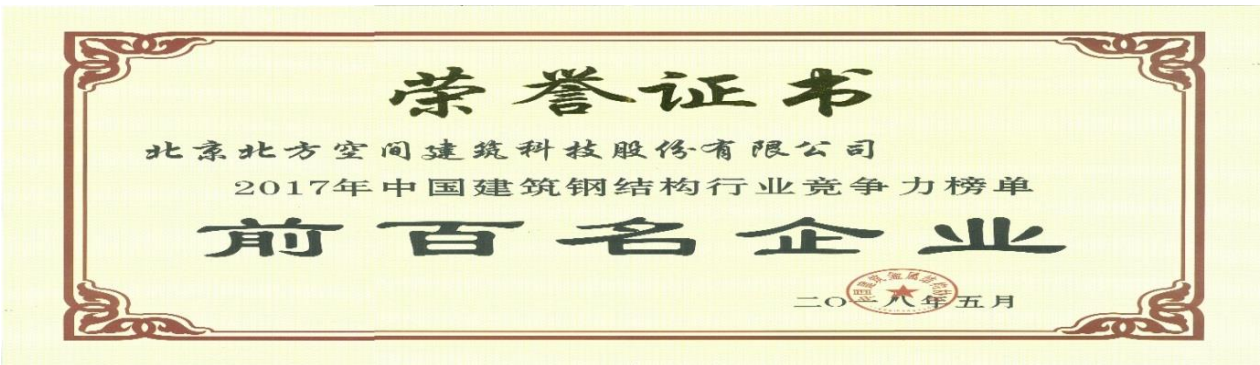 荣誉证书
北京北方空间建筑科技股份有限公司
2017年中国建筑钢结构行业竞争力榜单
前百名企业
二〇一八年五月